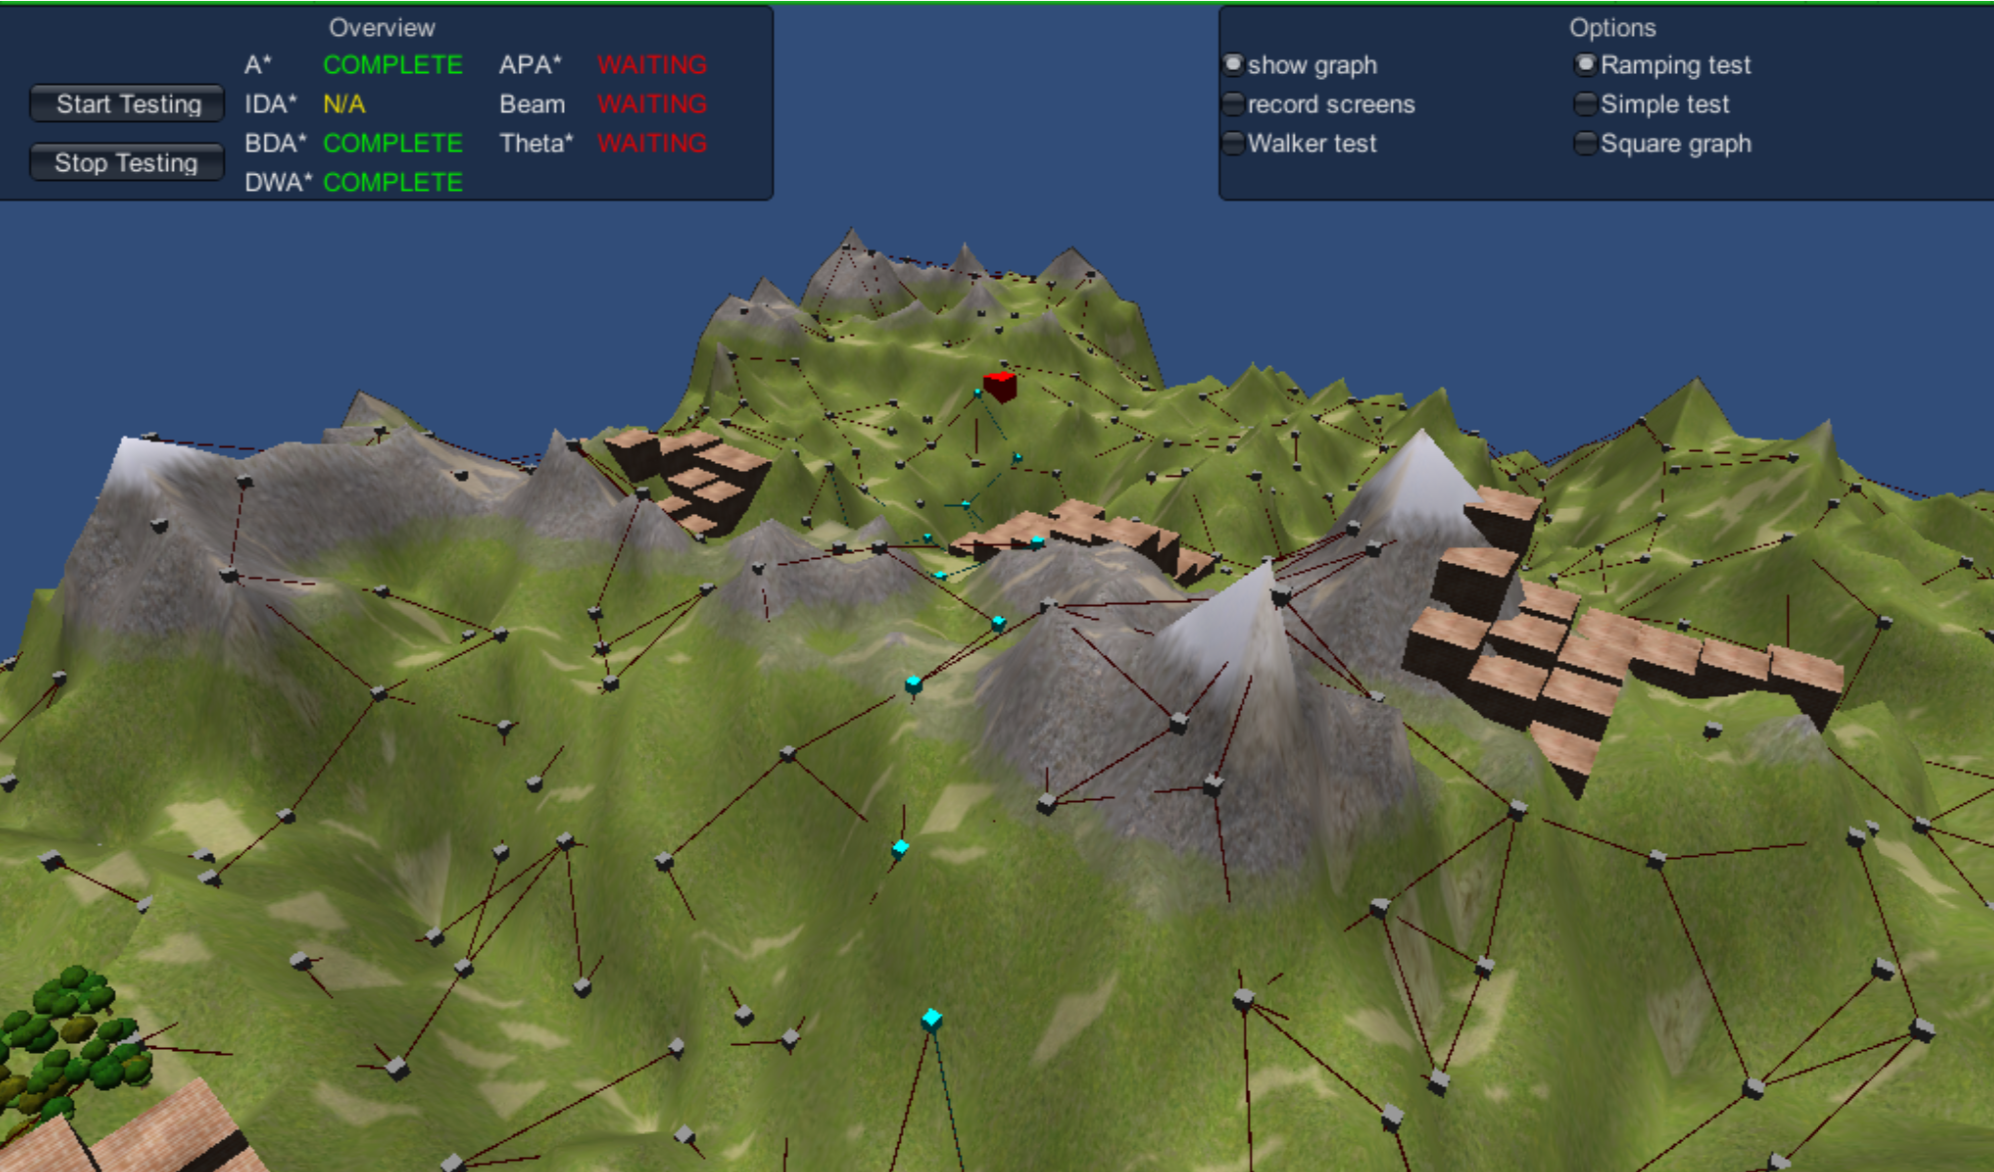 Overview
A* COMPLETE APA* WAITING
Start Testing
IDA* N/A Beam WAITING
BDA* COMPLETE Theta* WAITING
Stop Testing
DWA* COMPLETE
Options
show graph Ramping test
record screens Simple test
Walker test Square graph